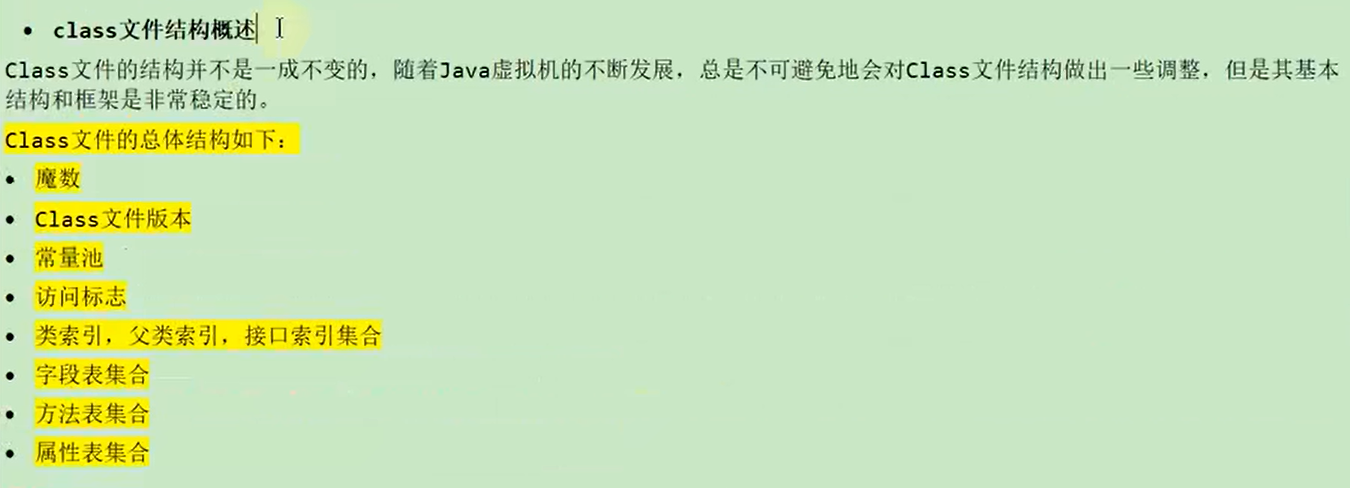 • class文件结构概述
Class文件的结构并不是一成不变的，随着Java虚拟机的不断发展，总是不可避免地会对Class文件结构做出一些调整，但是其基本
结构和框架是非常稳定的。
Class文件的总体结构如下：
• 魔数
• Class文件版本
• 常量池
• 访问标志
• 类索引，父类索引，接口索引集合
• 字段表集合
• 方法表集合
• 属性表集合